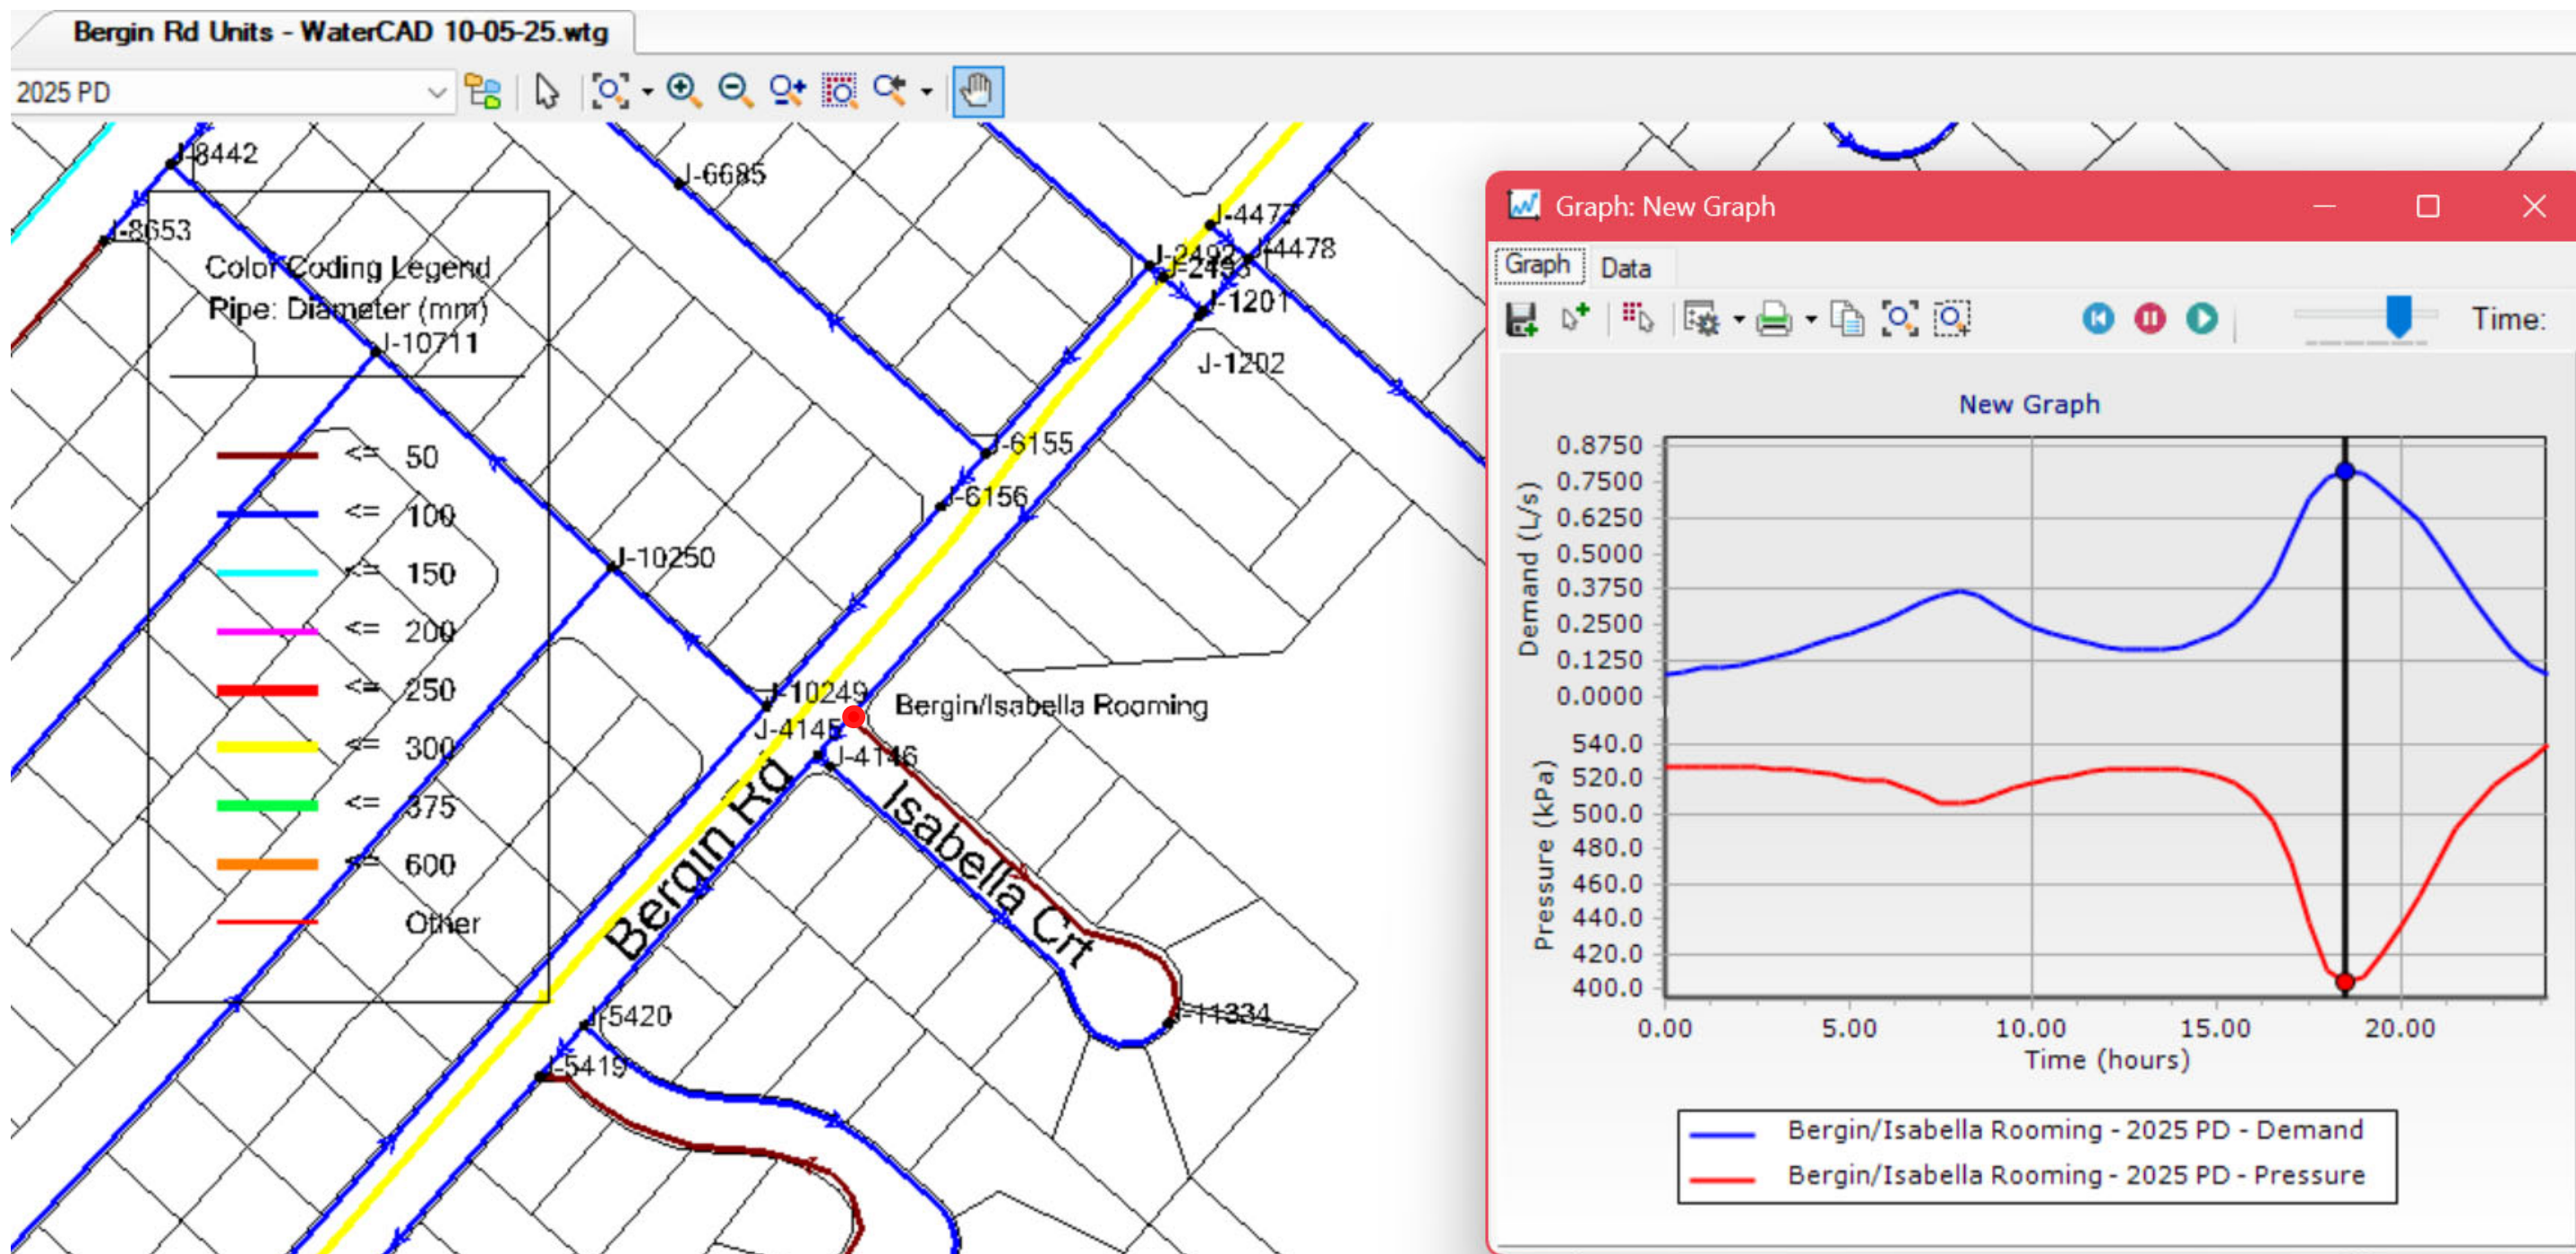 Bergin Rd Units - WaterCAD 10-05-25.wtg
2025 PD
J-8442
J-6685
J-8653
J-4477
J-2492
J-4478
J-2493
J-1201
J-1202
Color Coding Legend
Pipe: Diameter (mm)
J-10711
<= 50
<= 100
<= 150
<= 200
<= 250
<= 300
<= 375
<= 600
Other
J-6155
J-6156
J-10250
J-10249
Bergin/Isabella Rooming
J-4145
J-4146
Bergin Rd
Isabella Crt
J-5420
J-11334
J-5419
Graph: New Graph
Graph Data
Time:
New Graph
Demand (L/s)
0.8750
0.7500
0.6250
0.5000
0.3750
0.2500
0.1250
0.0000
Pressure (kPa)
540.0
520.0
500.0
480.0
460.0
440.0
420.0
400.0
0.00 5.00 10.00 15.00 20.00
Time (hours)
Bergin/Isabella Rooming - 2025 PD - Demand
Bergin/Isabella Rooming - 2025 PD - Pressure